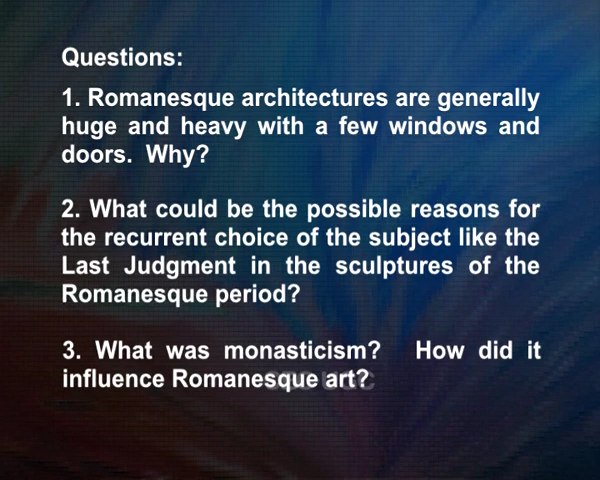 Questions:
1. Romanesque architectures are generally
huge and heavy with a few windows and
doors. Why?
2. What could be the possible reasons for
the recurrent choice of the subject like the
Last Judgment in the sculptures of the
Romanesque period?
3. What was monasticism? How did it
influence Romanesque art?